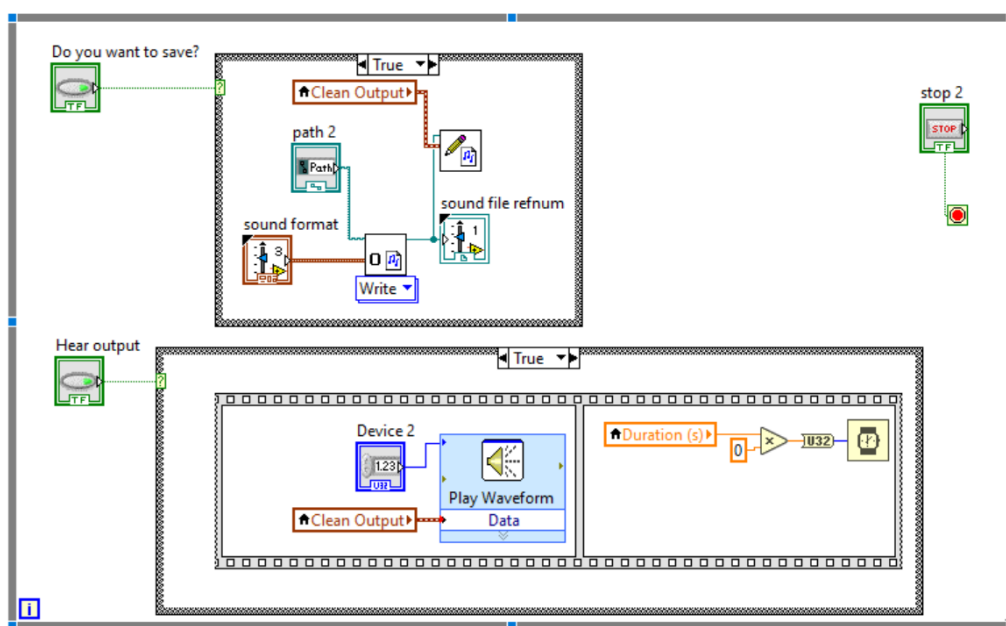 Do you want to save?
TF
?
True
Clean Output
path 2
Path
sound file refnum
1
sound format
3
Write
stop 2
STOP
TF
Hear output
TF
?
True
Device 2
1.23
U32
Play Waveform
Data
Clean Output
Duration (s)
0
x
U32
i